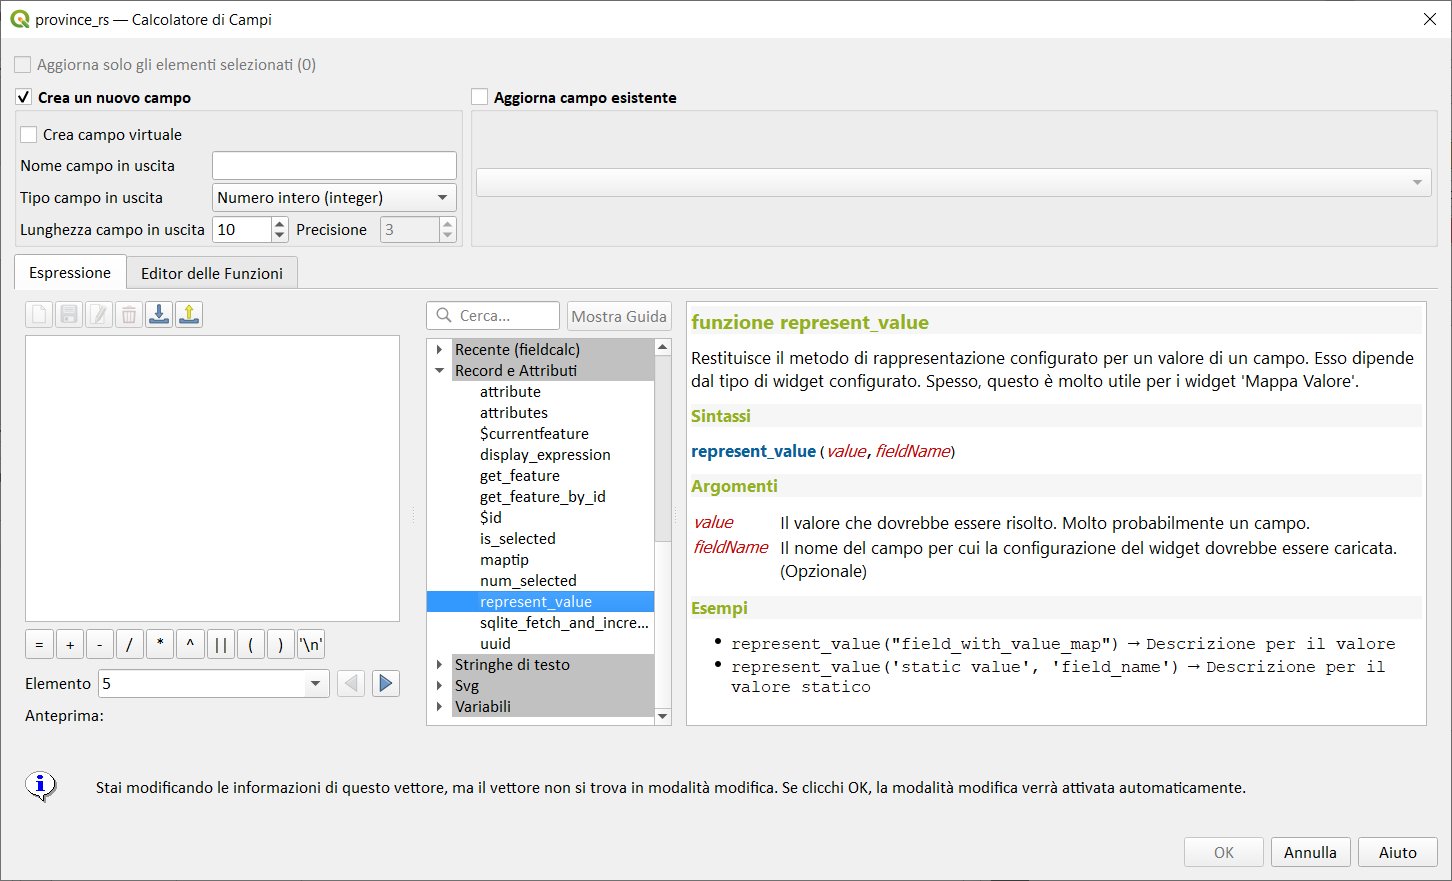 province_rs — Calcolatore di Campi
Aggiorna solo gli elementi selezionati (0)
Crea un nuovo campo
Aggiorna campo esistente
Crea campo virtuale
Nome campo in uscita
Tipo campo in uscita
Numero intero (integer)
Lunghezza campo in uscita
10
Precisione
3
Espressione
Editor delle Funzioni
Cerca...
Mostra Guida
Recente (fieldcalc)
Record e Attributi
attribute
attributes
$currentfeature
display_expression
get_feature
get_feature_by_id
$id
is_selected
maptip
num_selected
represent_value
sqlite_fetch_and_incre...
uuid
Stringhe di testo
Svg
Variabili
= + - / * ^ || ( ) '\n'
Elemento
5
Anteprima:
funzione represent_value
Restituisce il metodo di rappresentazione configurato per un valore di un campo. Esso dipende
dal tipo di widget configurato. Spesso, questo è molto utile per i widget 'Mappa Valore'.
Sintassi
represent_value(value, fieldName)
Argomenti
value Il valore che dovrebbe essere risolto. Molto probabilmente un campo.
fieldName Il nome del campo per cui la configurazione del widget dovrebbe essere caricata.
(Opzionale)
Esempi
• represent_value("field_with_value_map") → Descrizione per il valore
• represent_value('static value', 'field_name') → Descrizione per il
valore statico
Stai modificando le informazioni di questo vettore, ma il vettore non si trova in modalità modifica. Se clicchi OK, la modalità modifica verrà attivata automaticamente.
OK
Annulla
Aiuto